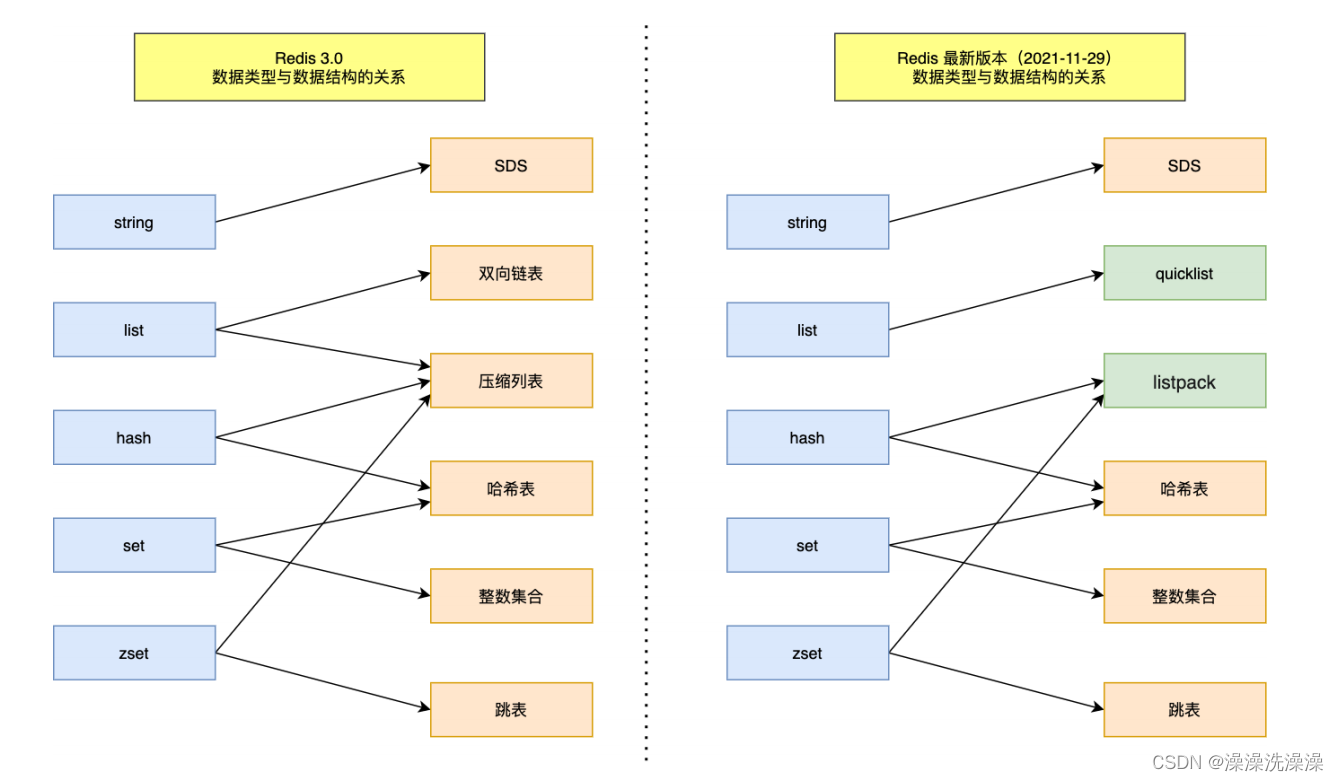 Redis 3.0
数据类型与数据结构的关系
string
list
hash
set
zset
SDS
双向链表
压缩列表
哈希表
整数集合
跳表
Redis 最新版本（2021-11-29）
数据类型与数据结构的关系
string
list
hash
set
zset
SDS
quicklist
listpack
哈希表
整数集合
跳表
CSDN @澡澡洗澡澡